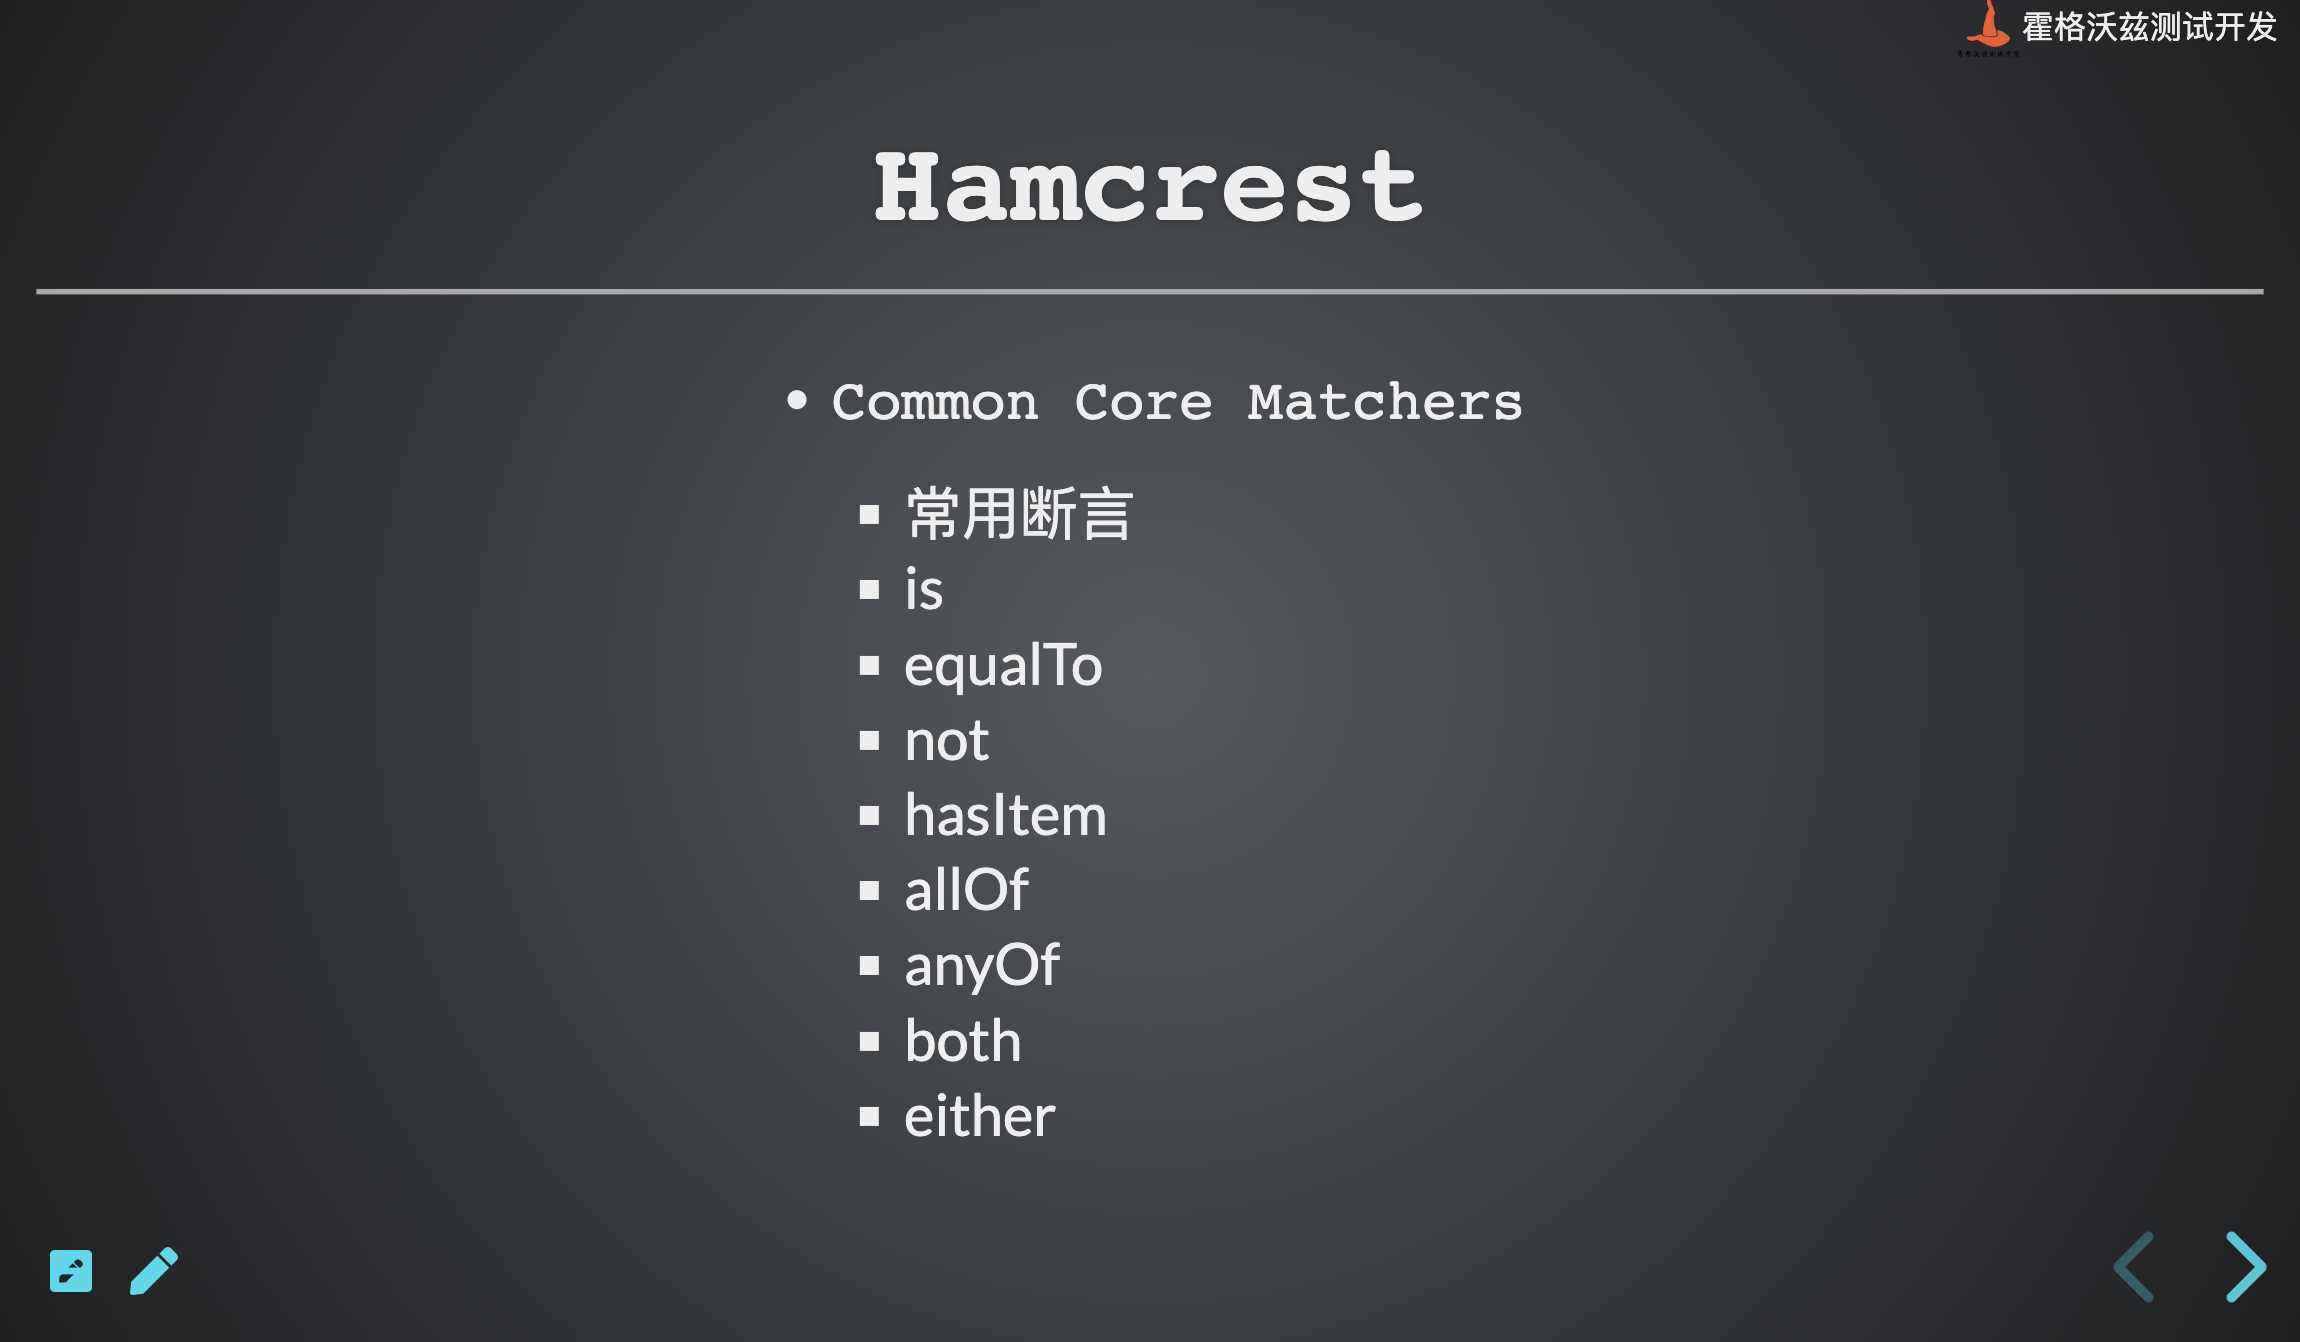 霍格沃兹测试开发
Hamcrest
Common Core Matchers
常用断言
is
equalTo
not
hasItem
allOf
anyOf
both
either